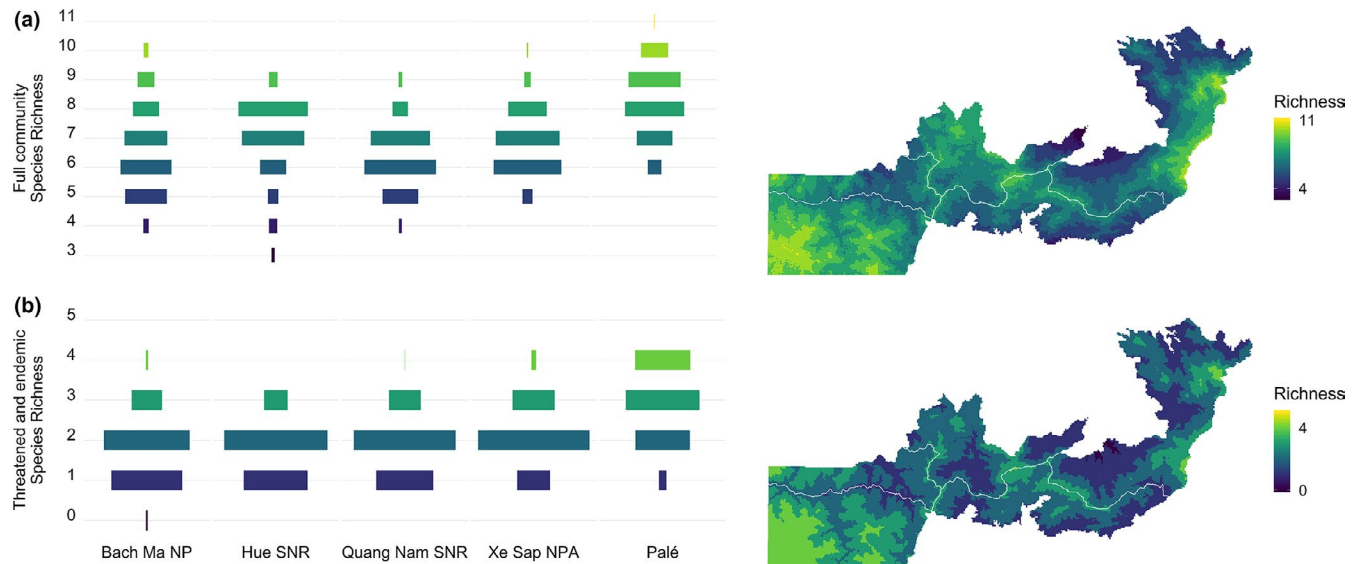 (a)
Full community
Species Richness
11
10
9
8
7
6
5
4
3
Richness
11
4
(b)
Threatened and endemic
Species Richness
5
4
3
2
1
0
Bach Ma NP
Hue SNR
Quang Nam SNR
Xe Sap NPA
Palé
Richness
4
0